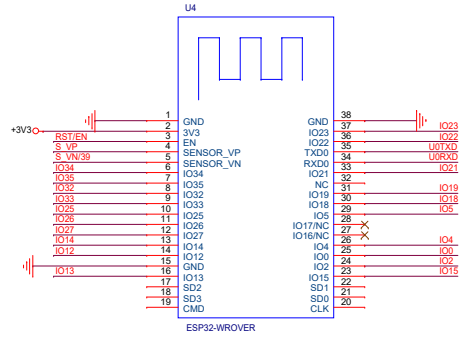 U4
1 GND GND 38
+3V3 2 3V3 IO23 37 IO23
RST/EN 3 EN IO22 36 IO22
S_VP 4 SENSOR_VP TXD0 35 U0TXD
S_VN/39 5 SENSOR_VN RXD0 34 U0RXD
IO34 6 IO34 IO21 33 IO21
IO35 7 IO35 NC 32
IO32 8 IO32 IO19 31 IO19
IO33 9 IO33 IO18 30 IO18
IO25 10 IO25 IO5 29 IO5
IO26 11 IO26 IO17/NC 28
IO27 12 IO27 IO16/NC 27
IO14 13 IO14 IO4 26 IO4
IO12 14 IO12 IO0 25 IO0
15 GND IO2 24 IO2
IO13 16 IO13 IO15 23 IO15
17 SD2 SD1 22
18 SD3 SD0 21
19 CMD CLK 20
ESP32-WROVER